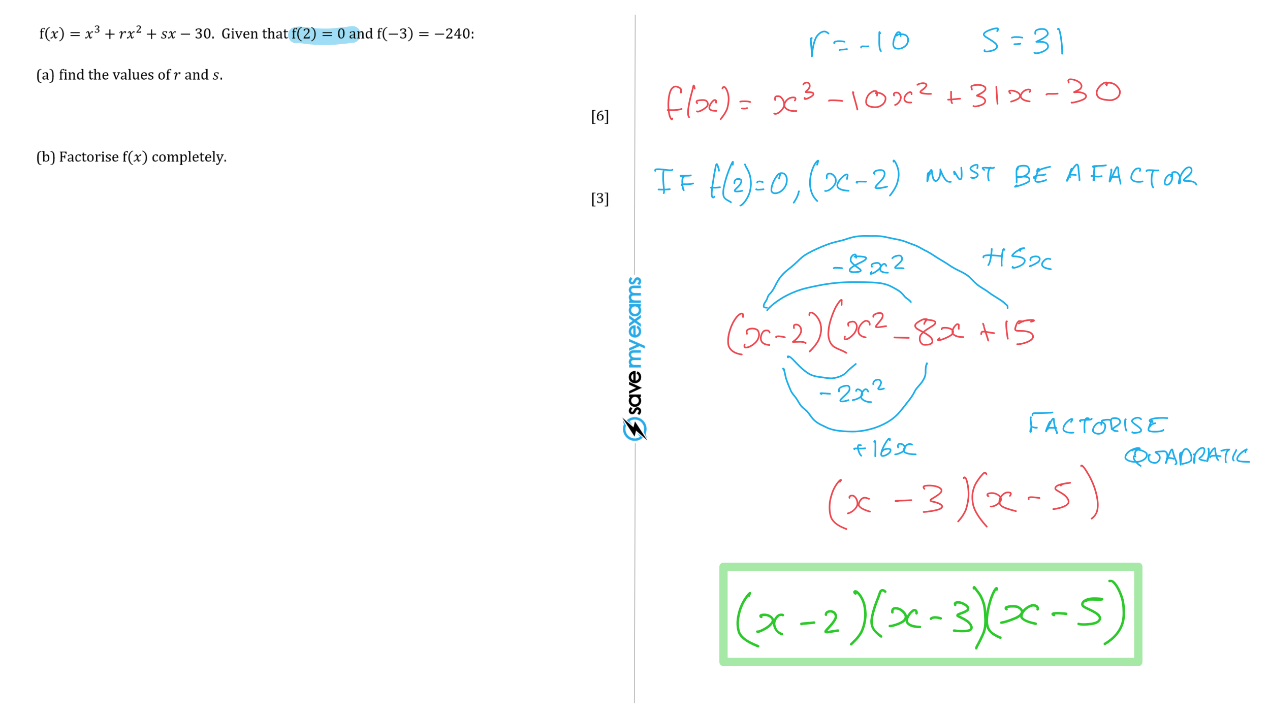 f(x) = x³ + rx² + sx − 30. Given that f(2) = 0 and f(−3) = −240:
(a) find the values of r and s.
[6]
(b) Factorise f(x) completely.
[3]
save my exams
r = -10 S = 31
f(x) = x³ - 10x² + 31x - 30
IF f(2)=0, (x-2) MUST BE A FACTOR
-8x² +15x
(x-2)(x² - 8x + 15
-2x²
+16x
FACTORISE
QUADRATIC
(x - 3)(x - 5)
(x - 2)(x - 3)(x - 5)